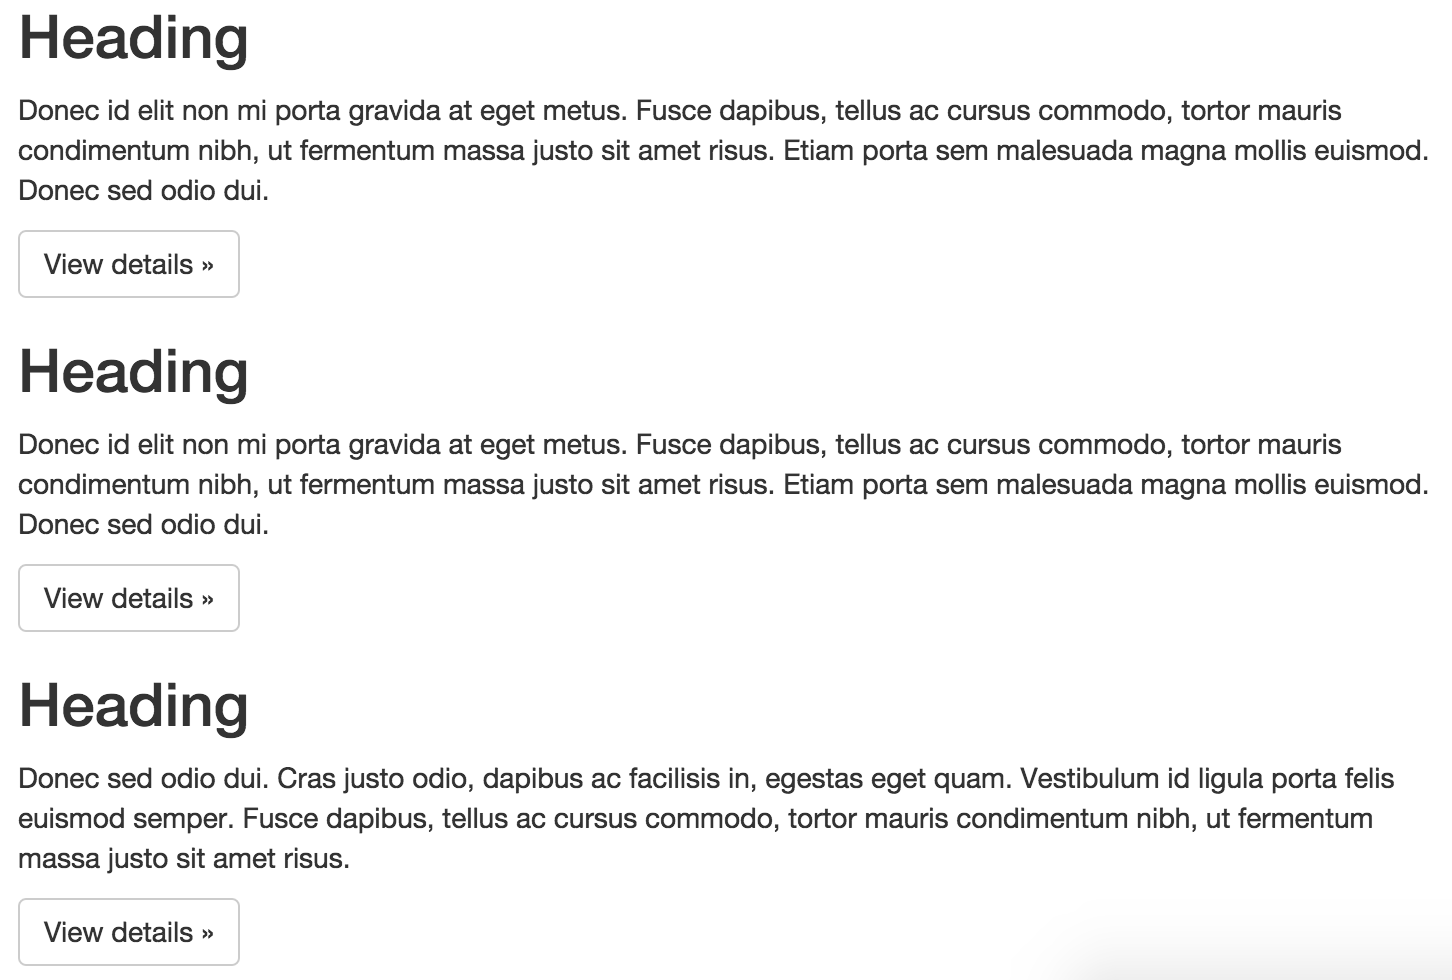 Heading
Donec id elit non mi porta gravida at eget metus. Fusce dapibus, tellus ac cursus commodo, tortor mauris
condimentum nibh, ut fermentum massa justo sit amet risus. Etiam porta sem malesuada magna mollis euismod.
Donec sed odio dui.
View details »
Heading
Donec id elit non mi porta gravida at eget metus. Fusce dapibus, tellus ac cursus commodo, tortor mauris
condimentum nibh, ut fermentum massa justo sit amet risus. Etiam porta sem malesuada magna mollis euismod.
Donec sed odio dui.
View details »
Heading
Donec sed odio dui. Cras justo odio, dapibus ac facilisis in, egestas eget quam. Vestibulum id ligula porta felis
euismod semper. Fusce dapibus, tellus ac cursus commodo, tortor mauris condimentum nibh, ut fermentum
massa justo sit amet risus.
View details »